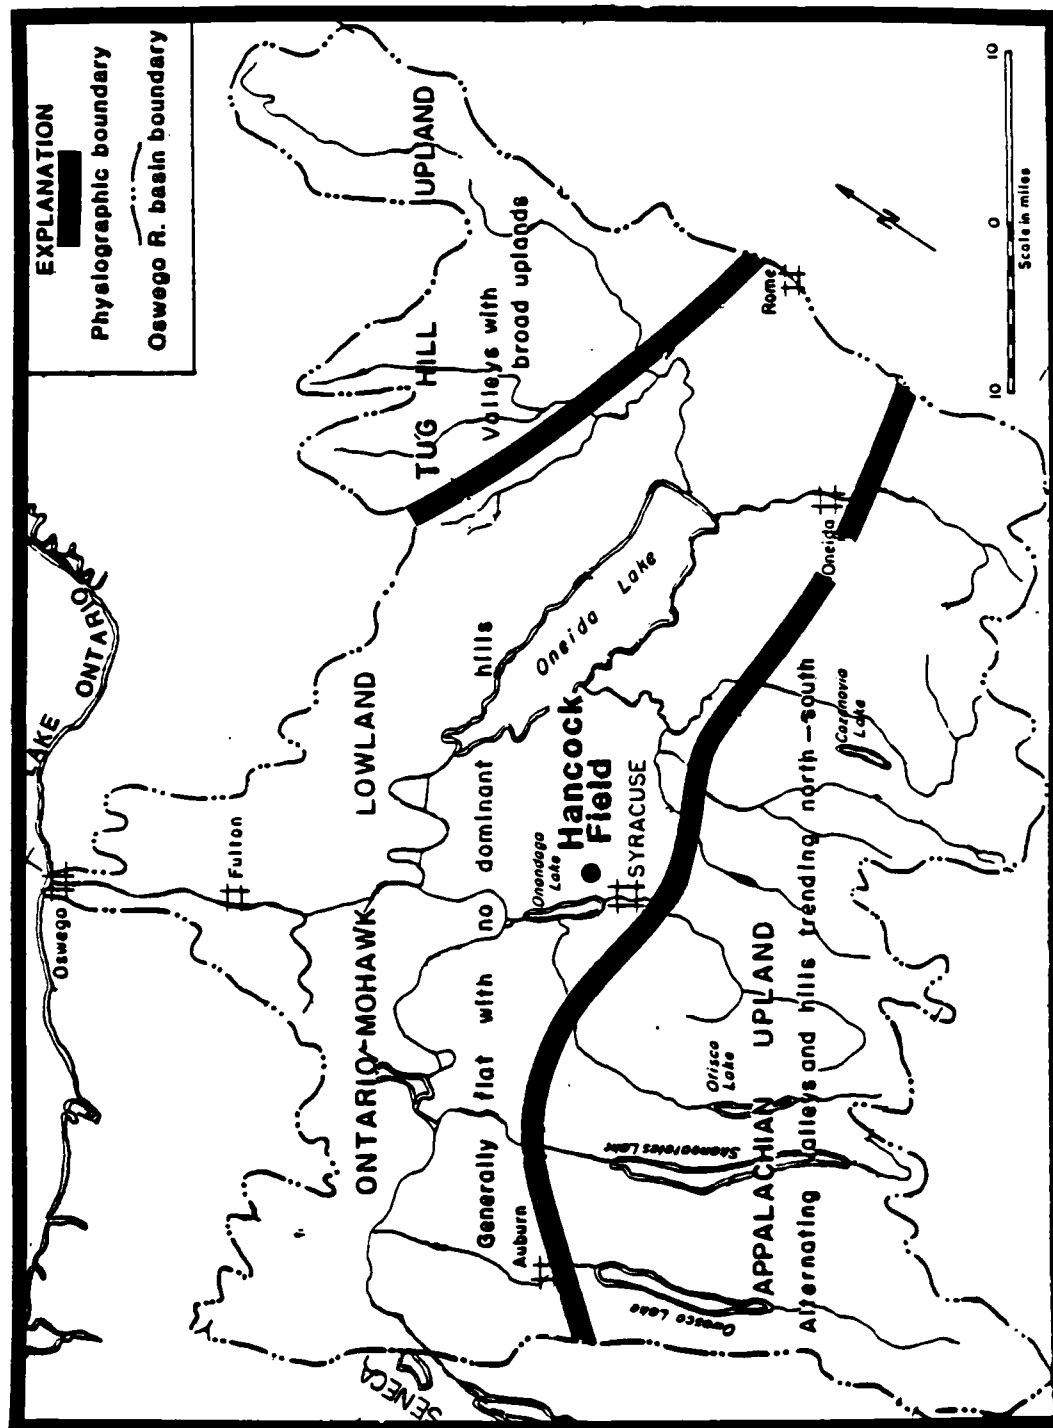 EXPLANATION
Physiographic boundary
Oswego R. basin boundary
LAKE ONTARIO
Oswego
Fulton
TUG HILL UPLAND
Valleys with
broad uplands
Rome
ONTARIO-MOHAWK LOWLAND
Generally flat with no dominant hills
Oneida Lake
Oneida
Onondaga
Lake
Hancock
Field
SYRACUSE
Auburn
SENECA
Owasco Lake
Skaneateles Lake
Otisco
Lake
Cazenovia
Lake
APPALACHIAN UPLAND
Alternating valleys and hills trending north-south
N
10 0 10
Scale in miles